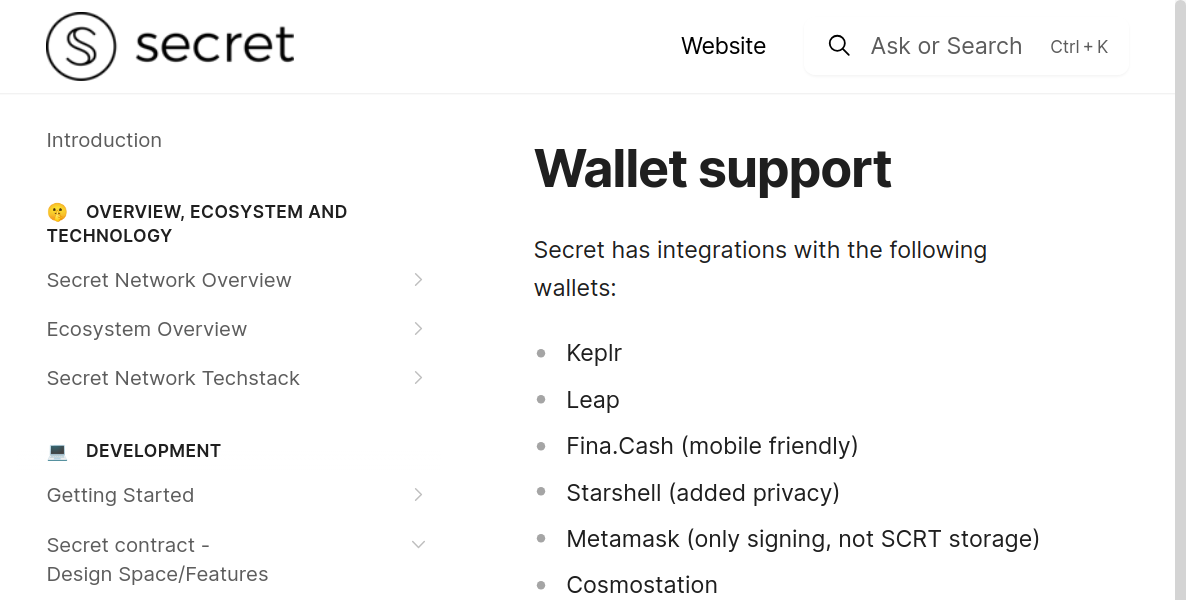 secret
Website
Ask or Search Ctrl + K
Introduction
🤫 OVERVIEW, ECOSYSTEM AND
TECHNOLOGY
Secret Network Overview
Ecosystem Overview
Secret Network Techstack
💻 DEVELOPMENT
Getting Started
Secret contract -
Design Space/Features
Wallet support
Secret has integrations with the following
wallets:
Keplr
Leap
Fina.Cash (mobile friendly)
Starshell (added privacy)
Metamask (only signing, not SCRT storage)
Cosmostation